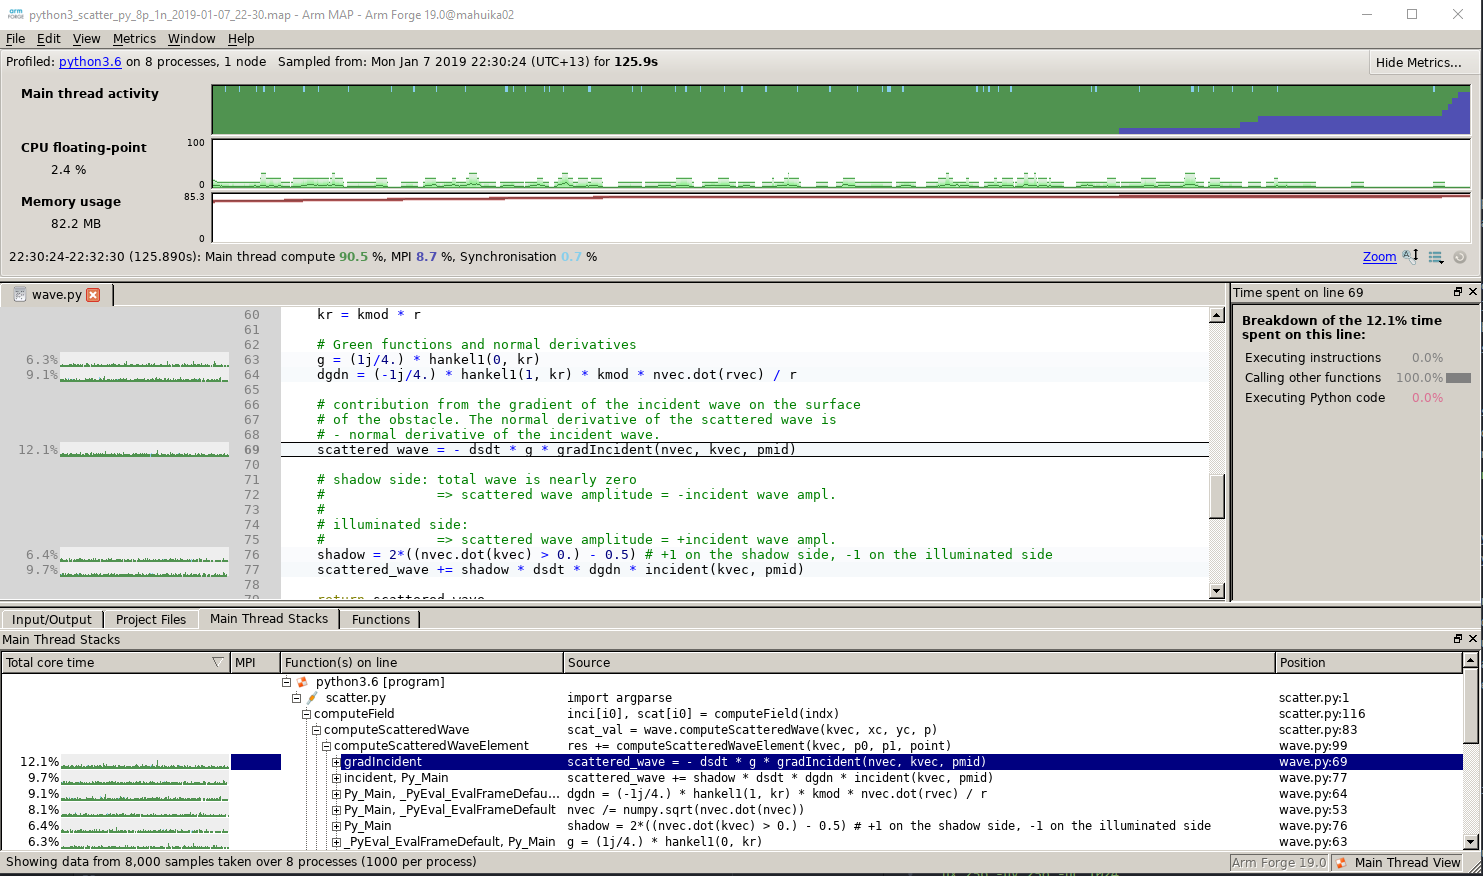 arm FORGE python3_scatter_py_8p_1n_2019-01-07_22-30.map - Arm MAP - Arm Forge 19.0@mahuika02
File Edit View Metrics Window Help
Profiled: python3.6 on 8 processes, 1 node Sampled from: Mon Jan 7 2019 22:30:24 (UTC+13) for 125.9s
Hide Metrics...
Main thread activity
CPU floating-point 100
2.4 %
0
Memory usage 85.3
82.2 MB
0
22:30:24-22:32:30 (125.890s): Main thread compute 90.5 %, MPI 8.7 %, Synchronisation 0.7 %
Zoom
wave.py
60 kr = kmod * r
61
62 # Green functions and normal derivatives
6.3% 63 g = (1j/4.) * hankel1(0, kr)
9.1% 64 dgdn = (-1j/4.) * hankel1(1, kr) * kmod * nvec.dot(rvec) / r
65
66 # contribution from the gradient of the incident wave on the surface
67 # of the obstacle. The normal derivative of the scattered wave is
68 # - normal derivative of the incident wave.
12.1% 69 scattered_wave = - dsdt * g * gradIncident(nvec, kvec, pmid)
70
71 # shadow side: total wave is nearly zero
72 # => scattered wave amplitude = -incident wave ampl.
73 #
74 # illuminated side:
75 # => scattered wave amplitude = +incident wave ampl.
6.4% 76 shadow = 2*((nvec.dot(kvec) > 0.) - 0.5) # +1 on the shadow side, -1 on the illuminated side
9.7% 77 scattered_wave += shadow * dsdt * dgdn * incident(kvec, pmid)
78
79 return scattered_wave
Time spent on line 69
Breakdown of the 12.1% time
spent on this line:
Executing instructions 0.0%
Calling other functions 100.0%
Executing Python code 0.0%
Input/Output Project Files Main Thread Stacks Functions
Main Thread Stacks
Total core time MPI Function(s) on line Source Position
python3.6 [program]
scatter.py import argparse scatter.py:1
computeField inci[i0], scat[i0] = computeField(indx) scatter.py:116
computeScatteredWave scat_val = wave.computeScatteredWave(kvec, xc, yc, p) scatter.py:83
computeScatteredWaveElement res += computeScatteredWaveElement(kvec, p0, p1, point) wave.py:99
12.1% gradIncident scattered_wave = - dsdt * g * gradIncident(nvec, kvec, pmid) wave.py:69
9.7% incident, Py_Main scattered_wave += shadow * dsdt * dgdn * incident(kvec, pmid) wave.py:77
9.1% Py_Main, _PyEval_EvalFrameDefau... dgdn = (-1j/4.) * hankel1(1, kr) * kmod * nvec.dot(rvec) / r wave.py:64
8.1% Py_Main, _PyEval_EvalFrameDefault nvec /= numpy.sqrt(nvec.dot(nvec)) wave.py:53
6.4% Py_Main shadow = 2*((nvec.dot(kvec) > 0.) - 0.5) # +1 on the shadow side, -1 on the illuminated side wave.py:76
6.3% _PyEval_EvalFrameDefault, Py_Main g = (1j/4.) * hankel1(0, kr) wave.py:63
Showing data from 8,000 samples taken over 8 processes (1000 per process)
Arm Forge 19.0 Main Thread View